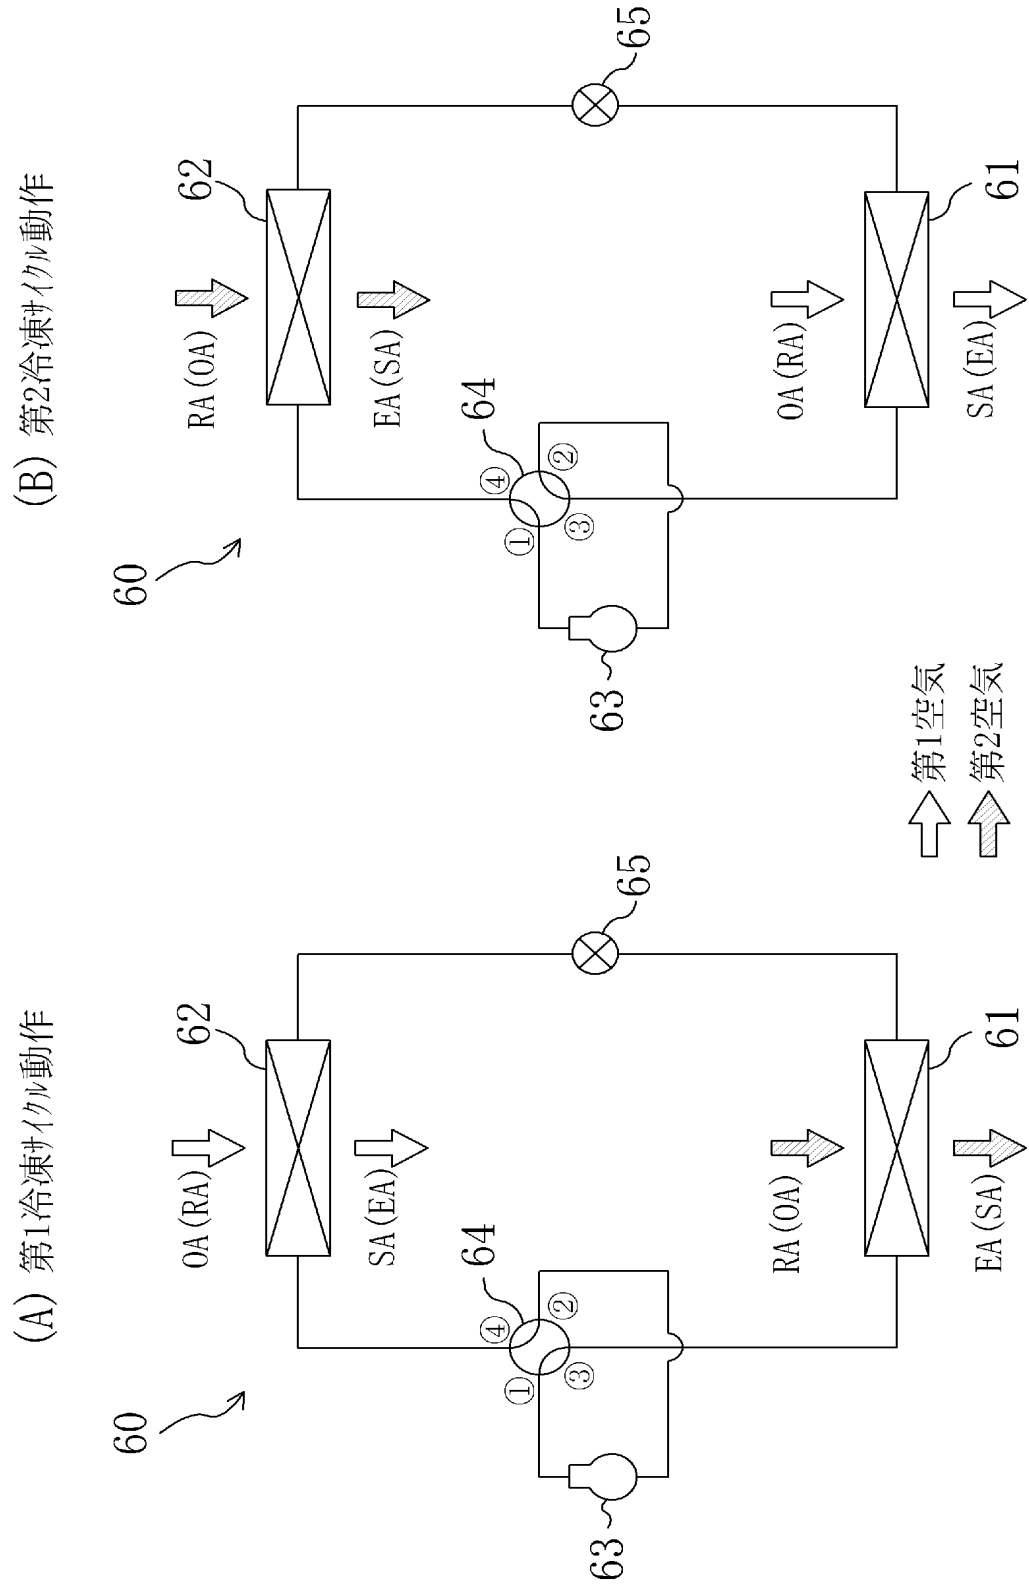 (A) 第1冷凍サイクル動作
60
62
OA(RA)
SA(EA)
64
④
②
①
③
63
65
RA(OA)
EA(SA)
61
(B) 第2冷凍サイクル動作
60
62
RA(OA)
EA(SA)
64
④
②
①
③
63
65
OA(RA)
SA(EA)
61
第1空気
第2空気